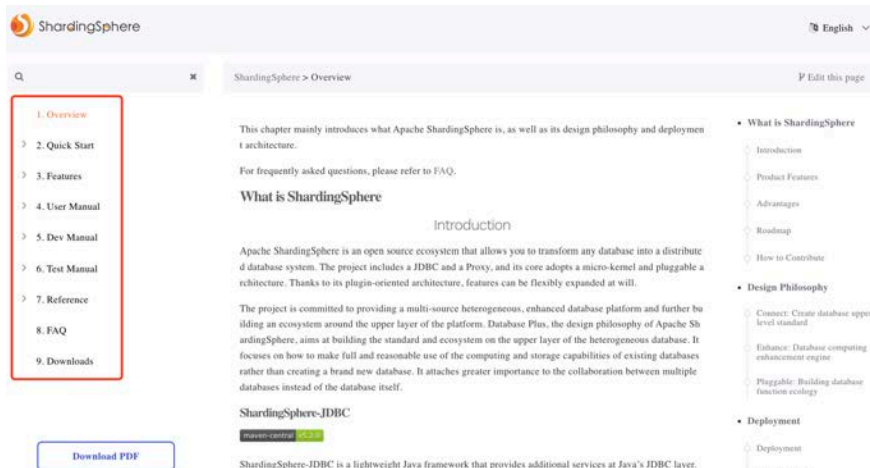 ShardingSphere
English
ShardingSphere > Overview
Edit this page
1. Overview
2. Quick Start
3. Features
4. User Manual
5. Dev Manual
6. Test Manual
7. Reference
8. FAQ
9. Downloads
Download PDF
This chapter mainly introduces what Apache ShardingSphere is, as well as its design philosophy and deploymen
t architecture.
For frequently asked questions, please refer to FAQ.
What is ShardingSphere
Introduction
Apache ShardingSphere is an open source ecosystem that allows you to transform any database into a distribute
d database system. The project includes a JDBC and a Proxy, and its core adopts a micro-kernel and pluggable a
rchitecture. Thanks to its plugin-oriented architecture, features can be flexibly expanded at will.
The project is committed to providing a multi-source heterogeneous, enhanced database platform and further bu
ilding an ecosystem around the upper layer of the platform. Database Plus, the design philosophy of Apache Sh
ardingSphere, aims at building the standard and ecosystem on the upper layer of the heterogeneous database. It
focuses on how to make full and reasonable use of the computing and storage capabilities of existing databases
rather than creating a brand new database. It attaches greater importance to the collaboration between multiple
databases instead of the database itself.
ShardingSphere-JDBC
maven-central v5.2.0
ShardingSphere-JDBC is a lightweight Java framework that provides additional services at Java's JDBC layer.
What is ShardingSphere
Introduction
Product Features
Advantages
Roadmap
How to Contribute
Design Philosophy
Connect: Create database upper
level standard
Enhance: Database computing
enhancement engine
Pluggable: Building database
function ecology
Deployment
Deployment